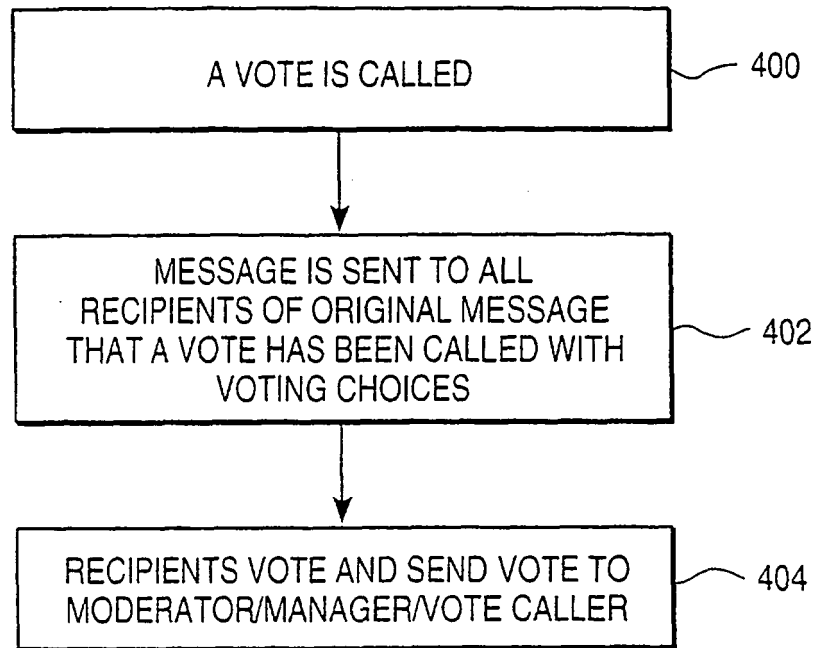 A VOTE IS CALLED
400
MESSAGE IS SENT TO ALL
RECIPIENTS OF ORIGINAL MESSAGE
THAT A VOTE HAS BEEN CALLED WITH
VOTING CHOICES
402
RECIPIENTS VOTE AND SEND VOTE TO
MODERATOR/MANAGER/VOTE CALLER
404